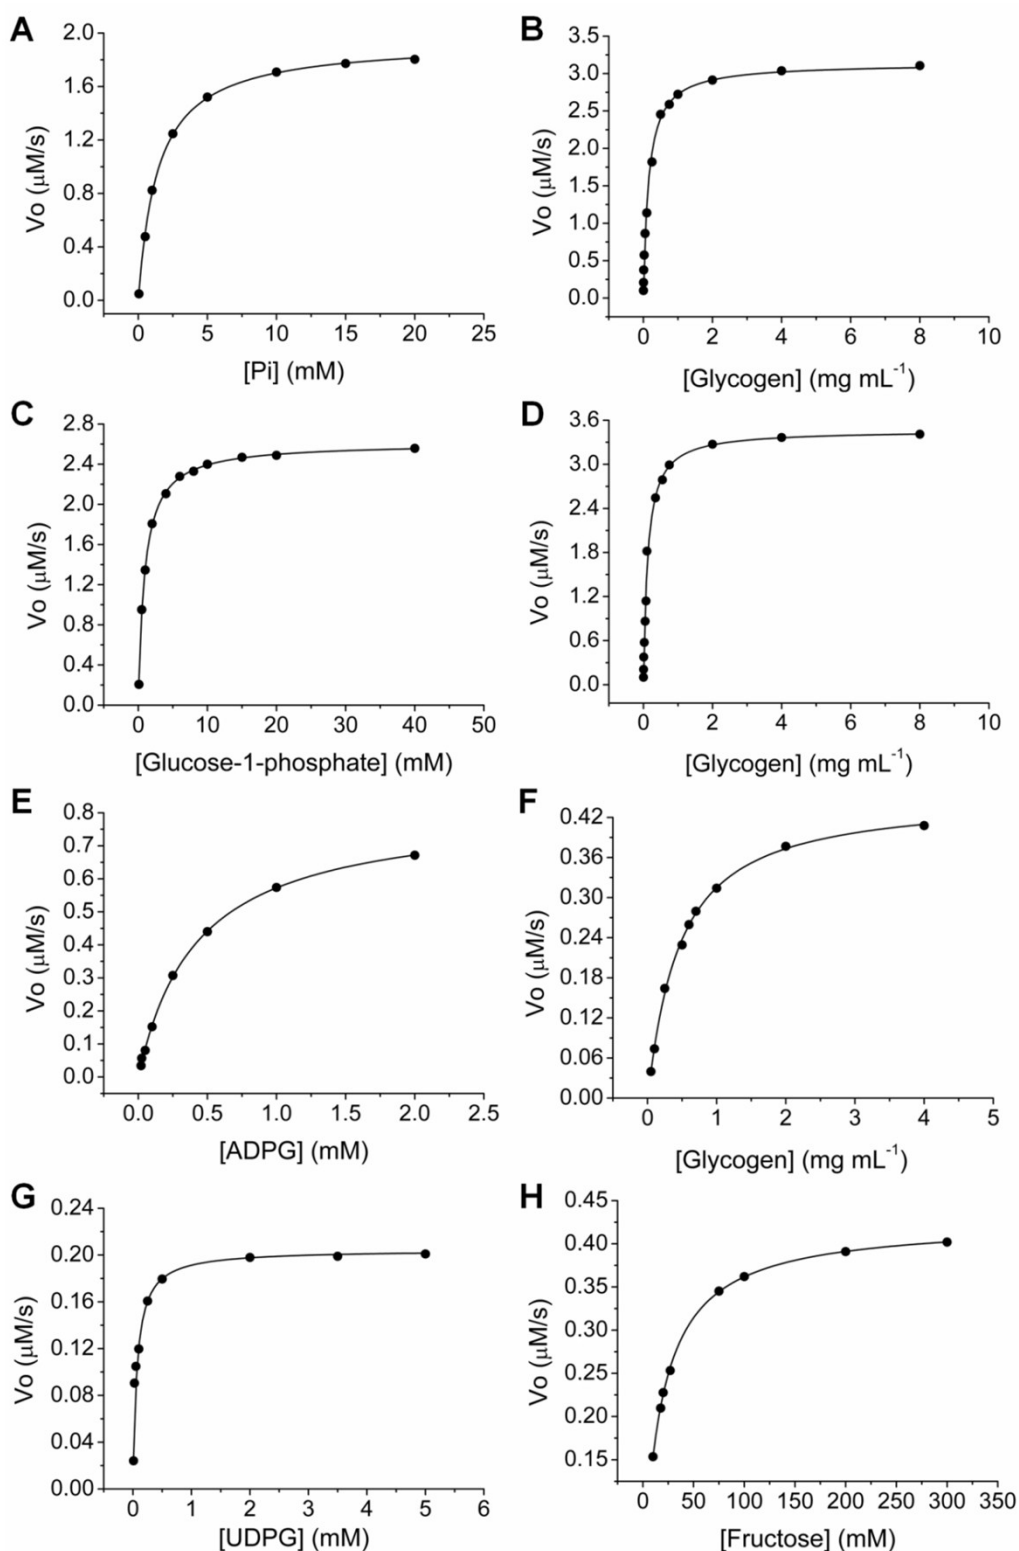 A
2.0
1.6
1.2
0.8
0.4
0.0
Vo (μM/s)
0 5 10 15 20 25
[Pi] (mM)
B
3.5
3.0
2.5
2.0
1.5
1.0
0.5
0.0
Vo (μM/s)
0 2 4 6 8 10
[Glycogen] (mg mL⁻¹)
C
2.8
2.4
2.0
1.6
1.2
0.8
0.4
0.0
Vo (μM/s)
0 10 20 30 40 50
[Glucose-1-phosphate] (mM)
D
3.6
3.0
2.4
1.8
1.2
0.6
0.0
Vo (μM/s)
0 2 4 6 8 10
[Glycogen] (mg mL⁻¹)
E
0.8
0.7
0.6
0.5
0.4
0.3
0.2
0.1
0.0
Vo (μM/s)
0.0 0.5 1.0 1.5 2.0 2.5
[ADPG] (mM)
F
0.42
0.36
0.30
0.24
0.18
0.12
0.06
0.00
Vo (μM/s)
0 1 2 3 4 5
[Glycogen] (mg mL⁻¹)
G
0.24
0.20
0.16
0.12
0.08
0.04
0.00
Vo (μM/s)
0 1 2 3 4 5 6
[UDPG] (mM)
H
0.45
0.40
0.35
0.30
0.25
0.20
0.15
Vo (μM/s)
0 50 100 150 200 250 300 350
[Fructose] (mM)